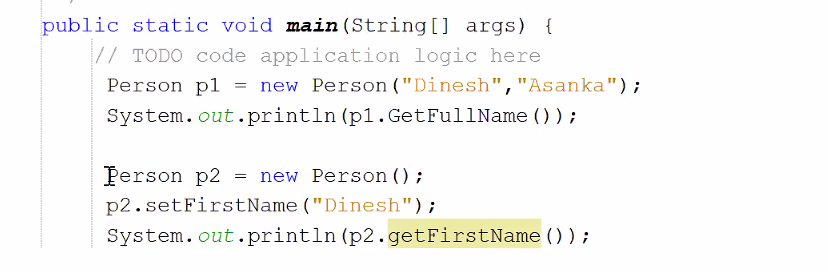 public static void main(String[] args) {
// TODO code application logic here
Person p1 = new Person("Dinesh","Asanka");
System.out.println(p1.GetFullName());
Person p2 = new Person();
p2.setFirstName("Dinesh");
System.out.println(p2.getFirstName());